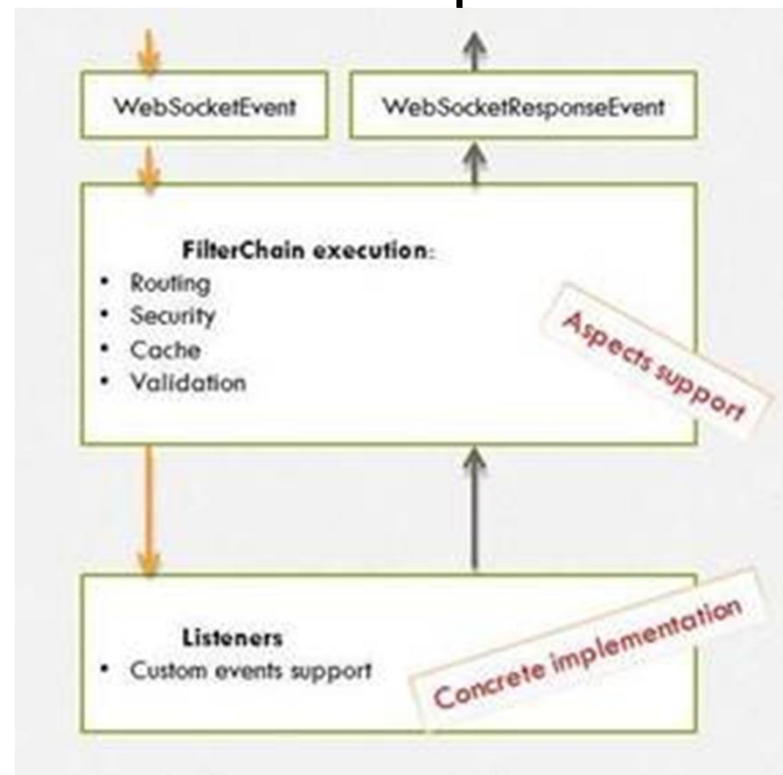 WebSocketEvent
WebSocketResponseEvent
FilterChain execution:
• Routing
• Security
• Cache
• Validation
Aspects support
Listeners
• Custom events support
Concrete implementation